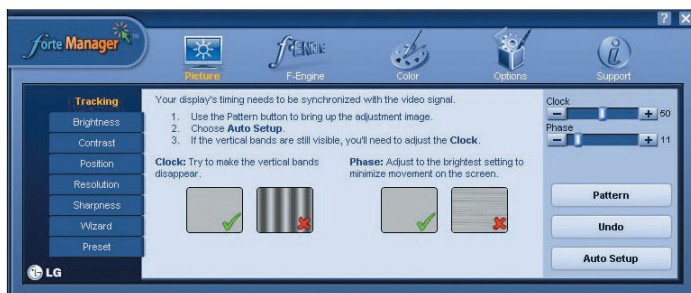 ? X
forte Manager™
Picture
F-ENGINE
F-Engine
Color
Options
Support
Tracking
Brightness
Contrast
Position
Resolution
Sharpness
Wizard
Preset
LG
Your display's timing needs to be synchronized with the video signal.
1. Use the Pattern button to bring up the adjustment image.
2. Choose Auto Setup.
3. If the vertical bands are still visible, you'll need to adjust the Clock.
Clock: Try to make the vertical bands
disappear.
Phase: Adjust to the brightest setting to
minimize movement on the screen.
Clock
50
Phase
11
Pattern
Undo
Auto Setup